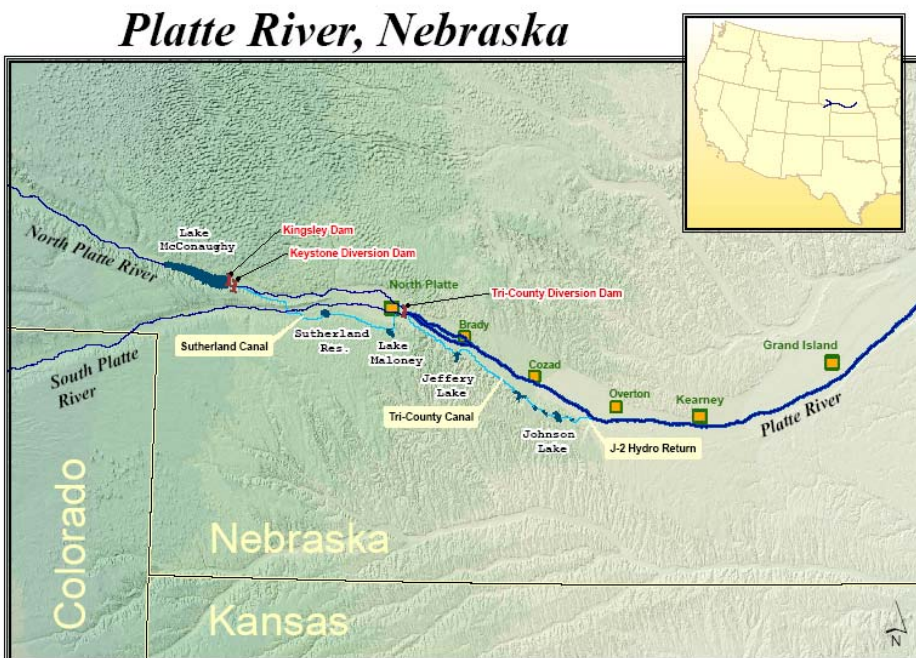 Platte River, Nebraska
Lake
McConaughy
Kingsley Dam
Keystone Diversion Dam
North Platte River
North Platte
Tri-County Diversion Dam
Sutherland Canal
Sutherland
Res.
Lake
Maloney
Brady
Grand Island
South Platte
River
Jeffery
Lake
Cozad
Overton
Kearney
Platte River
Tri-County Canal
Johnson
Lake
J-2 Hydro Return
Colorado
Nebraska
Kansas
N